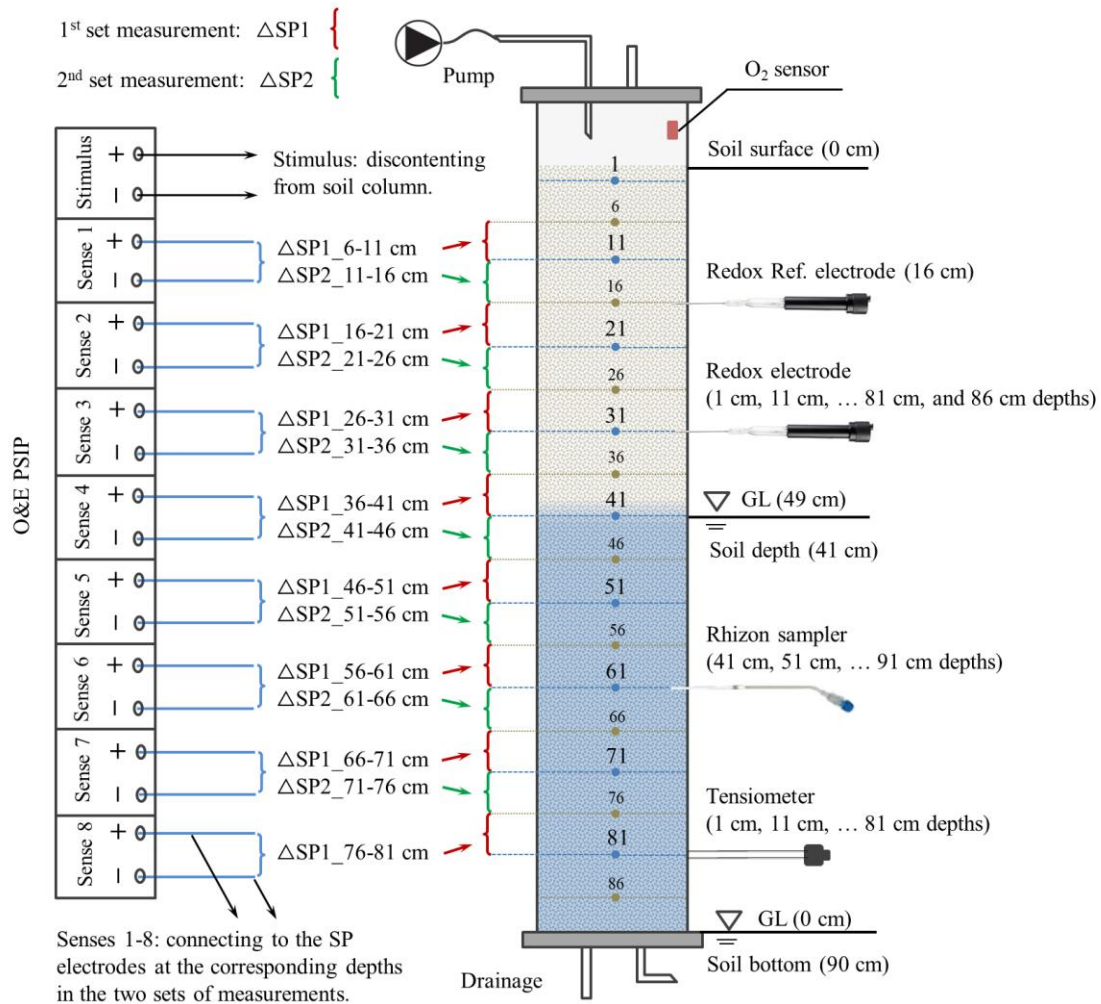 1st set measurement: △SP1
2nd set measurement: △SP2
Pump
O2 sensor
Soil surface (0 cm)
O&E PSIP
Stimulus
+
−
Stimulus: discontenting
from soil column.
Sense 1
+
−
△SP1_6-11 cm
△SP2_11-16 cm
Sense 2
+
−
△SP1_16-21 cm
△SP2_21-26 cm
Sense 3
+
−
△SP1_26-31 cm
△SP2_31-36 cm
Sense 4
+
−
△SP1_36-41 cm
△SP2_41-46 cm
Sense 5
+
−
△SP1_46-51 cm
△SP2_51-56 cm
Sense 6
+
−
△SP1_56-61 cm
△SP2_61-66 cm
Sense 7
+
−
△SP1_66-71 cm
△SP2_71-76 cm
Sense 8
+
−
△SP1_76-81 cm
Senses 1-8: connecting to the SP
electrodes at the corresponding depths
in the two sets of measurements.
1
6
11
16
21
26
31
36
41
46
51
56
61
66
71
76
81
86
Redox Ref. electrode (16 cm)
Redox electrode
(1 cm, 11 cm, … 81 cm, and 86 cm depths)
GL (49 cm)
Soil depth (41 cm)
Rhizon sampler
(41 cm, 51 cm, … 91 cm depths)
Tensiometer
(1 cm, 11 cm, … 81 cm depths)
GL (0 cm)
Soil bottom (90 cm)
Drainage